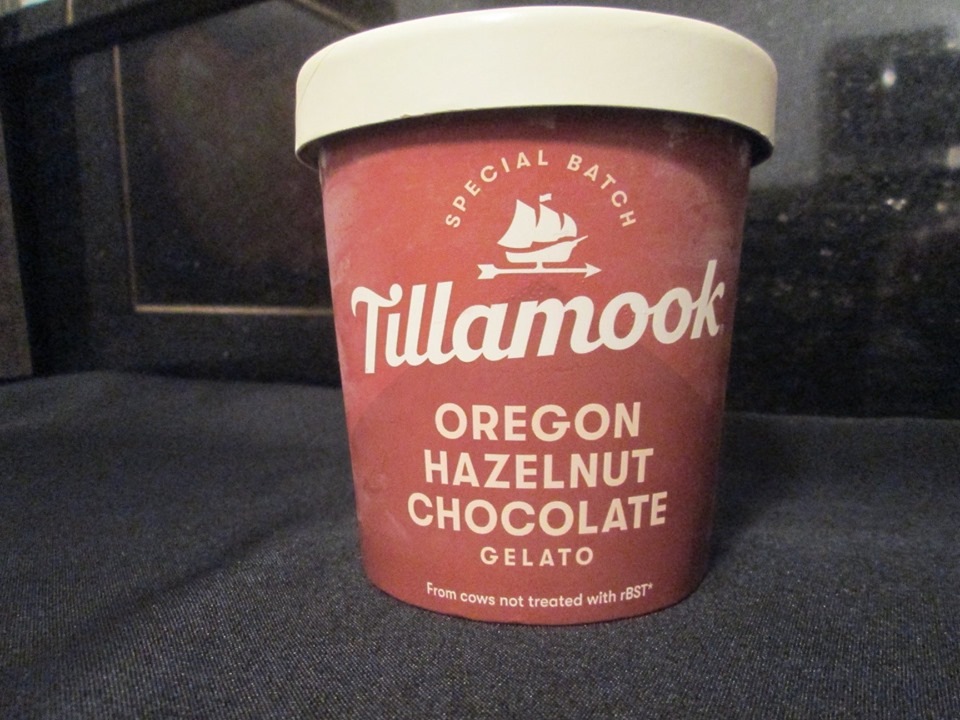 SPECIAL BATCH
Tillamook
OREGON
HAZELNUT
CHOCOLATE
GELATO
From cows not treated with rBST*